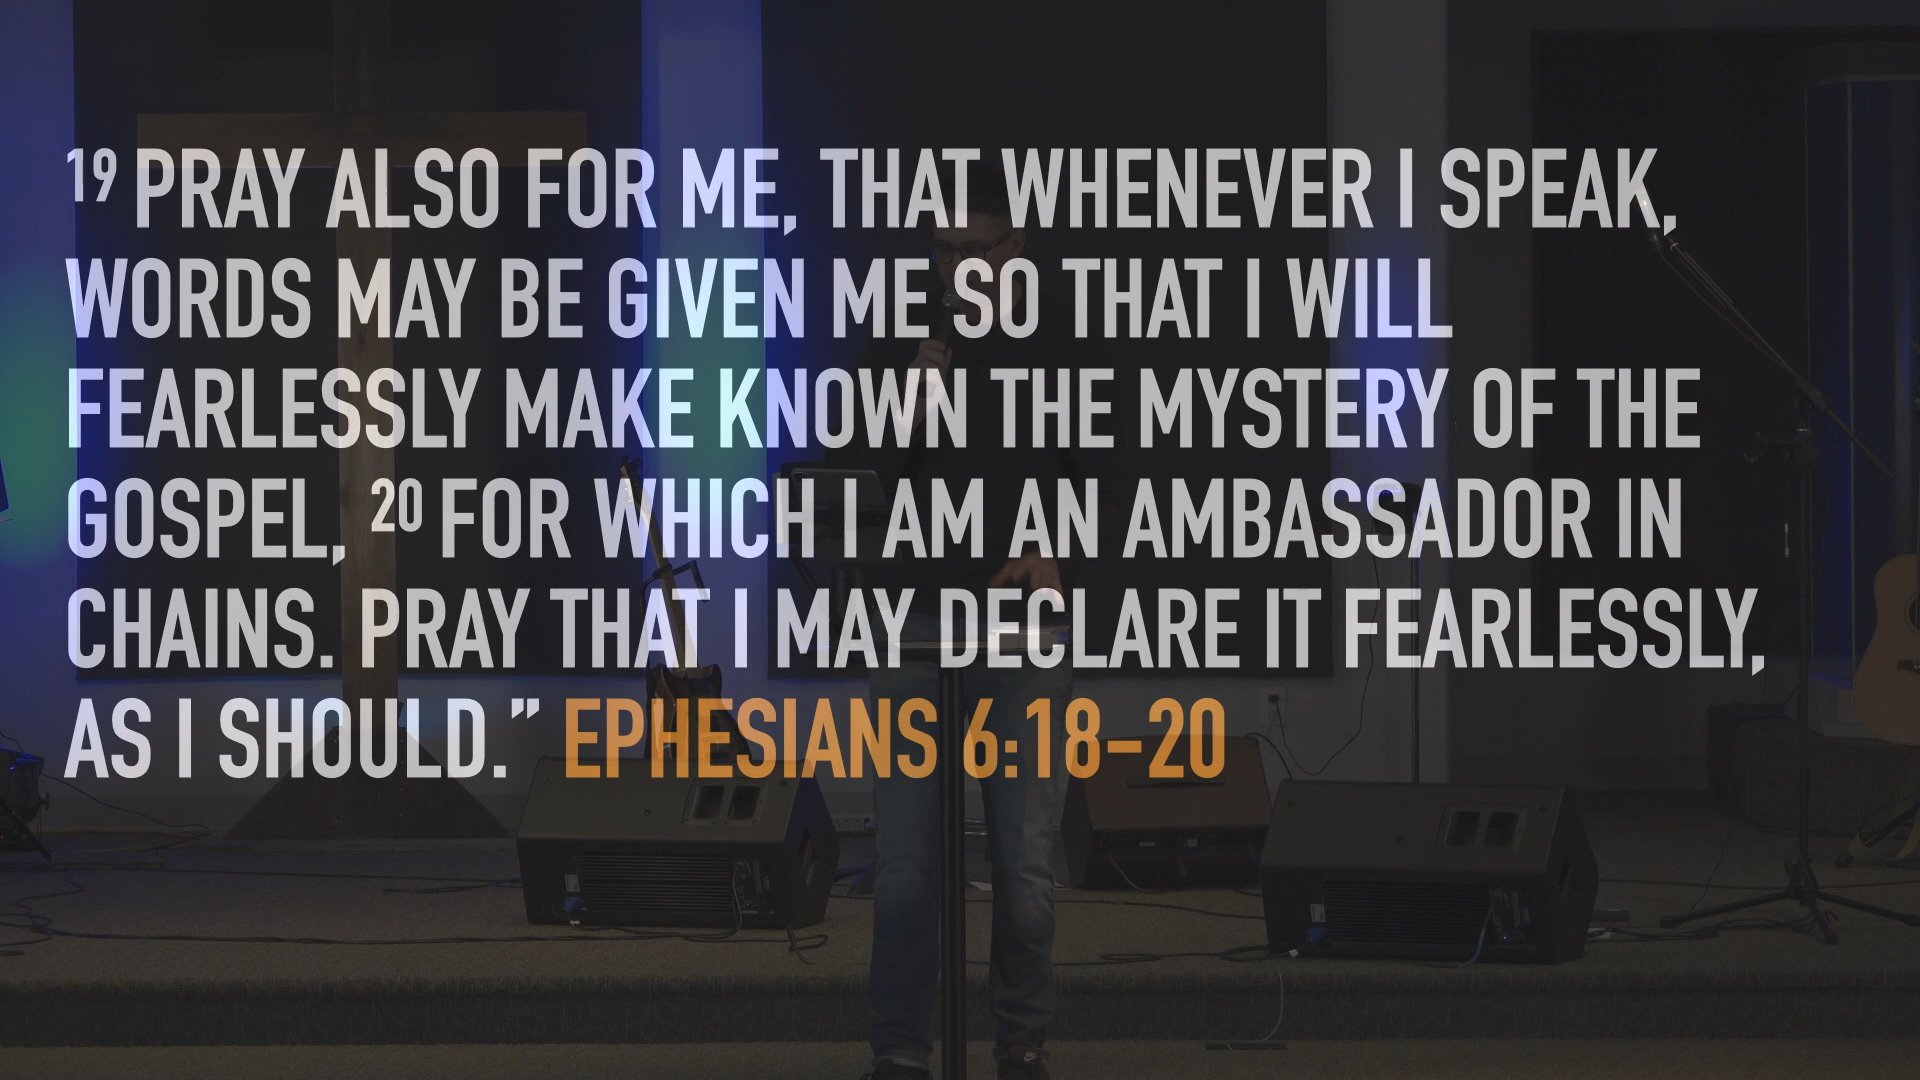 19 PRAY ALSO FOR ME, THAT WHENEVER I SPEAK,
WORDS MAY BE GIVEN ME SO THAT I WILL
FEARLESSLY MAKE KNOWN THE MYSTERY OF THE
GOSPEL, 20 FOR WHICH I AM AN AMBASSADOR IN
CHAINS. PRAY THAT I MAY DECLARE IT FEARLESSLY,
AS I SHOULD.” EPHESIANS 6:18–20